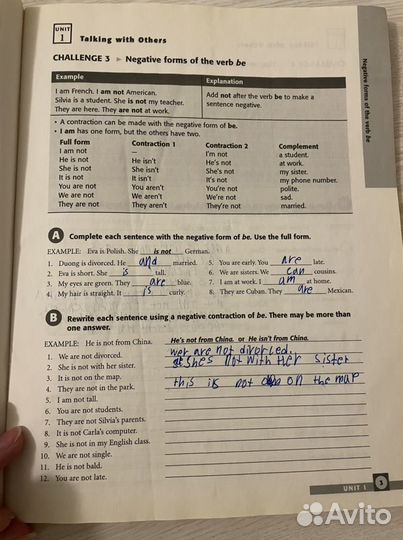 UNIT 1 Talking with Others
CHALLENGE 3 ► Negative forms of the verb be
Negative forms of the verb be
Example Explanation
I am French. I am not American. Add not after the verb be to make a
Silvia is a student. She is not my teacher. sentence negative.
They are here. They are not at work.
• A contraction can be made with the negative form of be.
• I am has one form, but the others have two.
Full form Contraction 1 Contraction 2 Complement
I am not — I'm not a student.
He is not He isn't He's not at work.
She is not She isn't She's not my sister.
It is not It isn't It's not my phone number.
You are not You aren't You're not polite.
We are not We aren't We're not sad.
They are not They aren't They're not married.
A Complete each sentence with the negative form of be. Use the full form.
EXAMPLE: Eva is Polish. She is not German.
1. Duong is divorced. He and married. 5. You are early. You are late.
2. Eva is short. She is tall. 6. We are sisters. We can cousins.
3. My eyes are green. They are blue. 7. I am at work. I am at home.
4. My hair is straight. It is curly. 8. They are Cuban. They are Mexican.
B Rewrite each sentence using a negative contraction of be. There may be more than
one answer.
EXAMPLE: He is not from China. He's not from China. or He isn't from China.
1. We are not divorced. are not divorced.
2. She is not with her sister. shes not with Her sister
3. It is not on the map. this is not on the map
4. They are not in the park.
5. I am not tall.
6. You are not students.
7. They are not Silvia's parents.
8. It is not Carla's computer.
9. She is not in my English class.
10. We are not single.
11. He is not bald.
12. You are not late.
UNIT 1 3
Avito